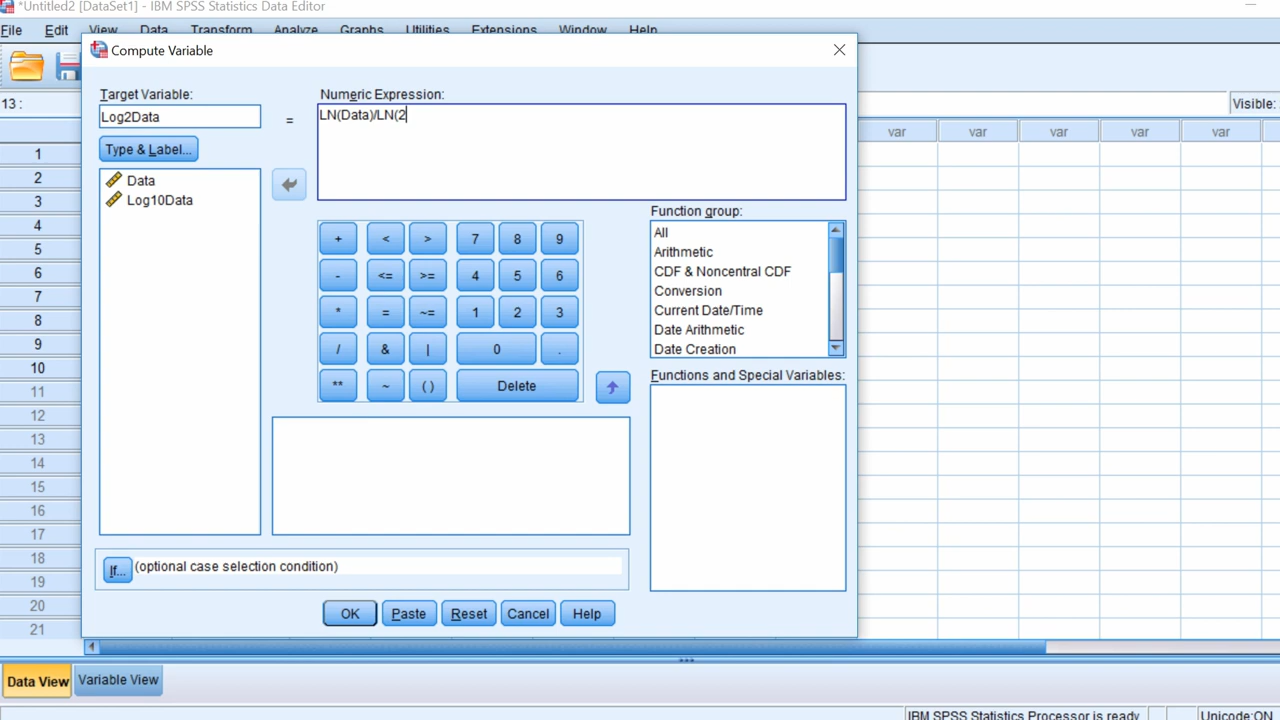 *Untitled2 [DataSet1] - IBM SPSS Statistics Data Editor
File Edit View Data Transform Analyze Graphs Utilities Extensions Window Help
Compute Variable
13 :
Visible:
Target Variable:
Log2Data
=
Numeric Expression:
LN(Data)/LN(2
Type & Label...
Data
Log10Data
+ < > 7 8 9
- <= >= 4 5 6
* = ~= 1 2 3
/ & | 0 .
** ~ ( ) Delete
Function group:
All
Arithmetic
CDF & Noncentral CDF
Conversion
Current Date/Time
Date Arithmetic
Date Creation
Functions and Special Variables:
If... (optional case selection condition)
OK Paste Reset Cancel Help
var var var var var
1
2
3
4
5
6
7
8
9
10
11
12
13
14
15
16
17
18
19
20
21
Data View Variable View
IBM SPSS Statistics Processor is ready Unicode:ON